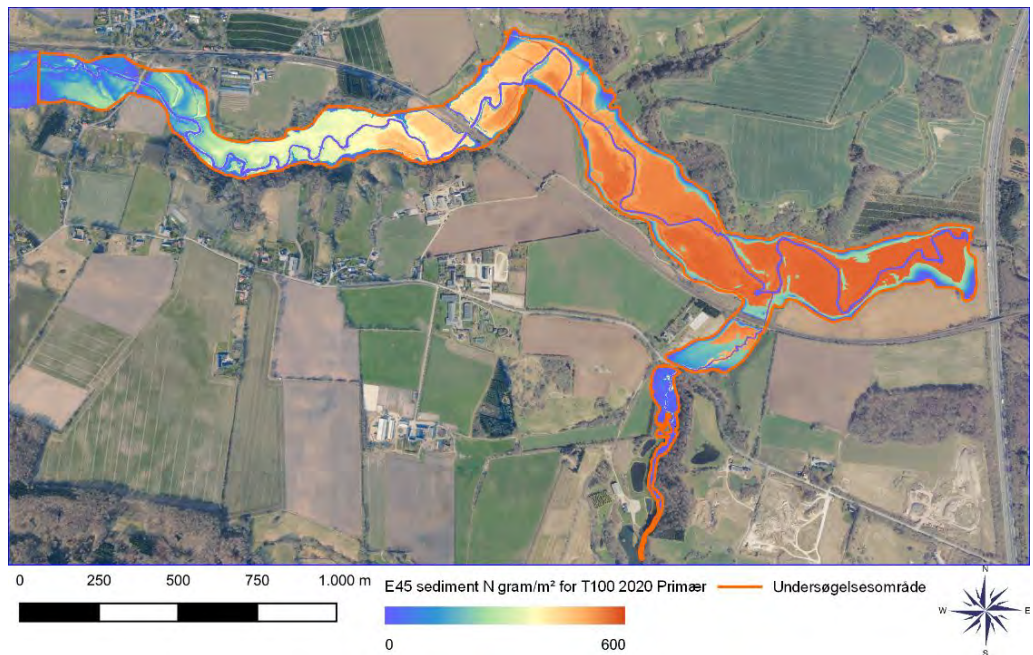 0 250 500 750 1.000 m
E45 sediment N gram/m² for T100 2020 Primær
Undersøgelsesområde
0 600
N
W E
S